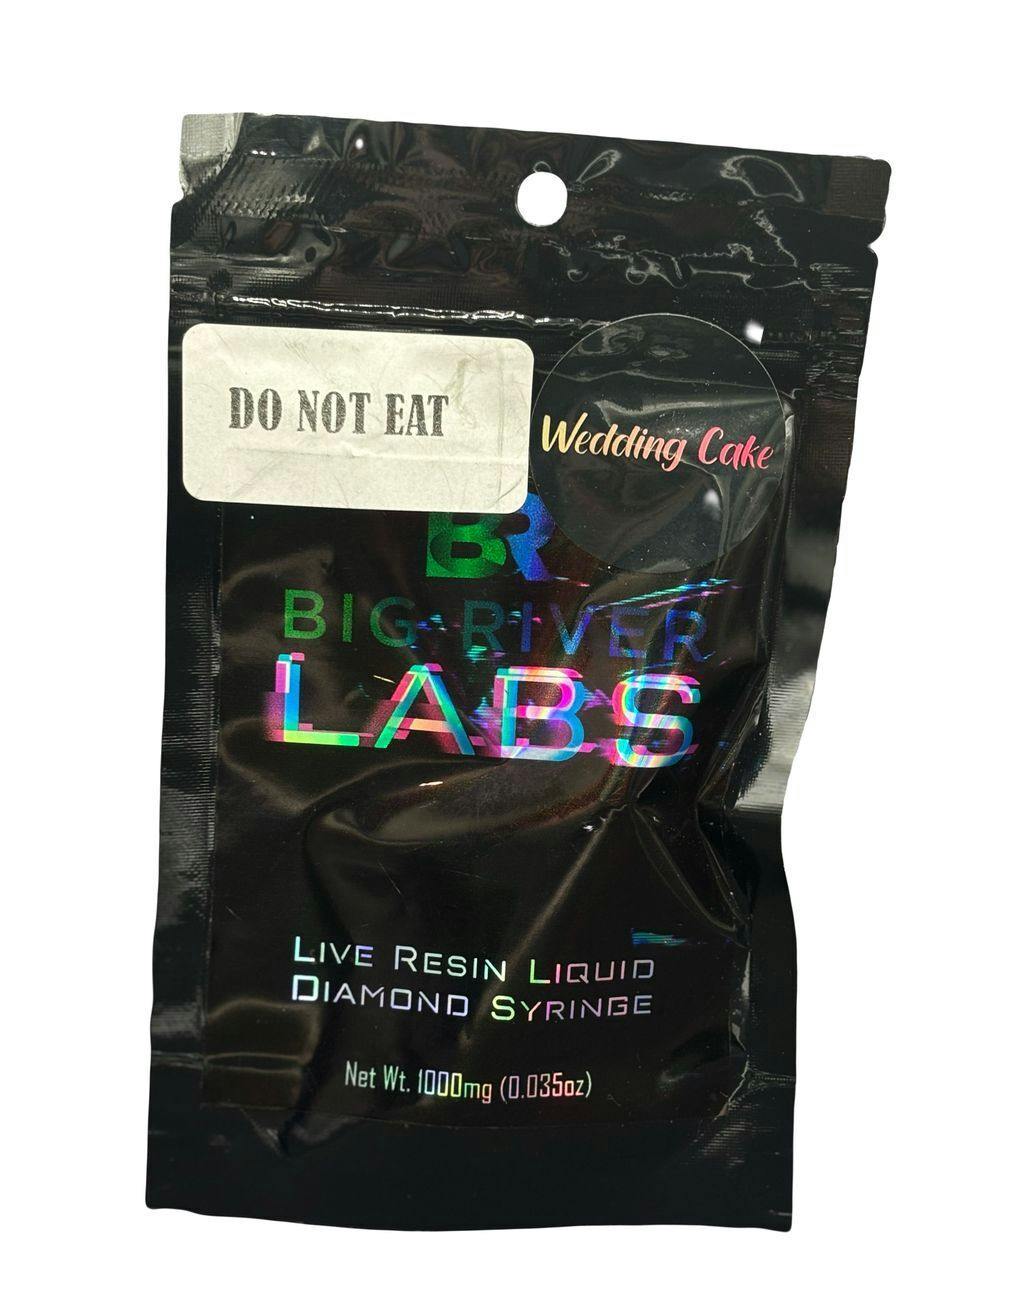 DO NOT EAT
Wedding Cake
BR
BIG RIVER
LABS
LIVE RESIN LIQUID
DIAMOND SYRINGE
Net Wt. 1000mg (0.035oz)